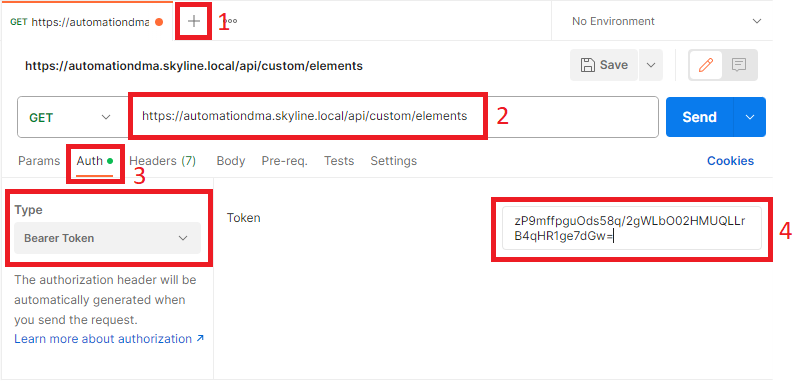 GET https://automationdma 1 No Environment
https://automationdma.skyline.local/api/custom/elements Save
GET https://automationdma.skyline.local/api/custom/elements 2 Send
Params Auth Headers (7) Body Pre-req. Tests Settings Cookies
3
Type
Bearer Token
Token
zP9mffpguOds58q/2gWLbO02HMUQLLr
B4qHR1ge7dGw=
4
The authorization header will be
automatically generated when
you send the request.
Learn more about authorization ↗